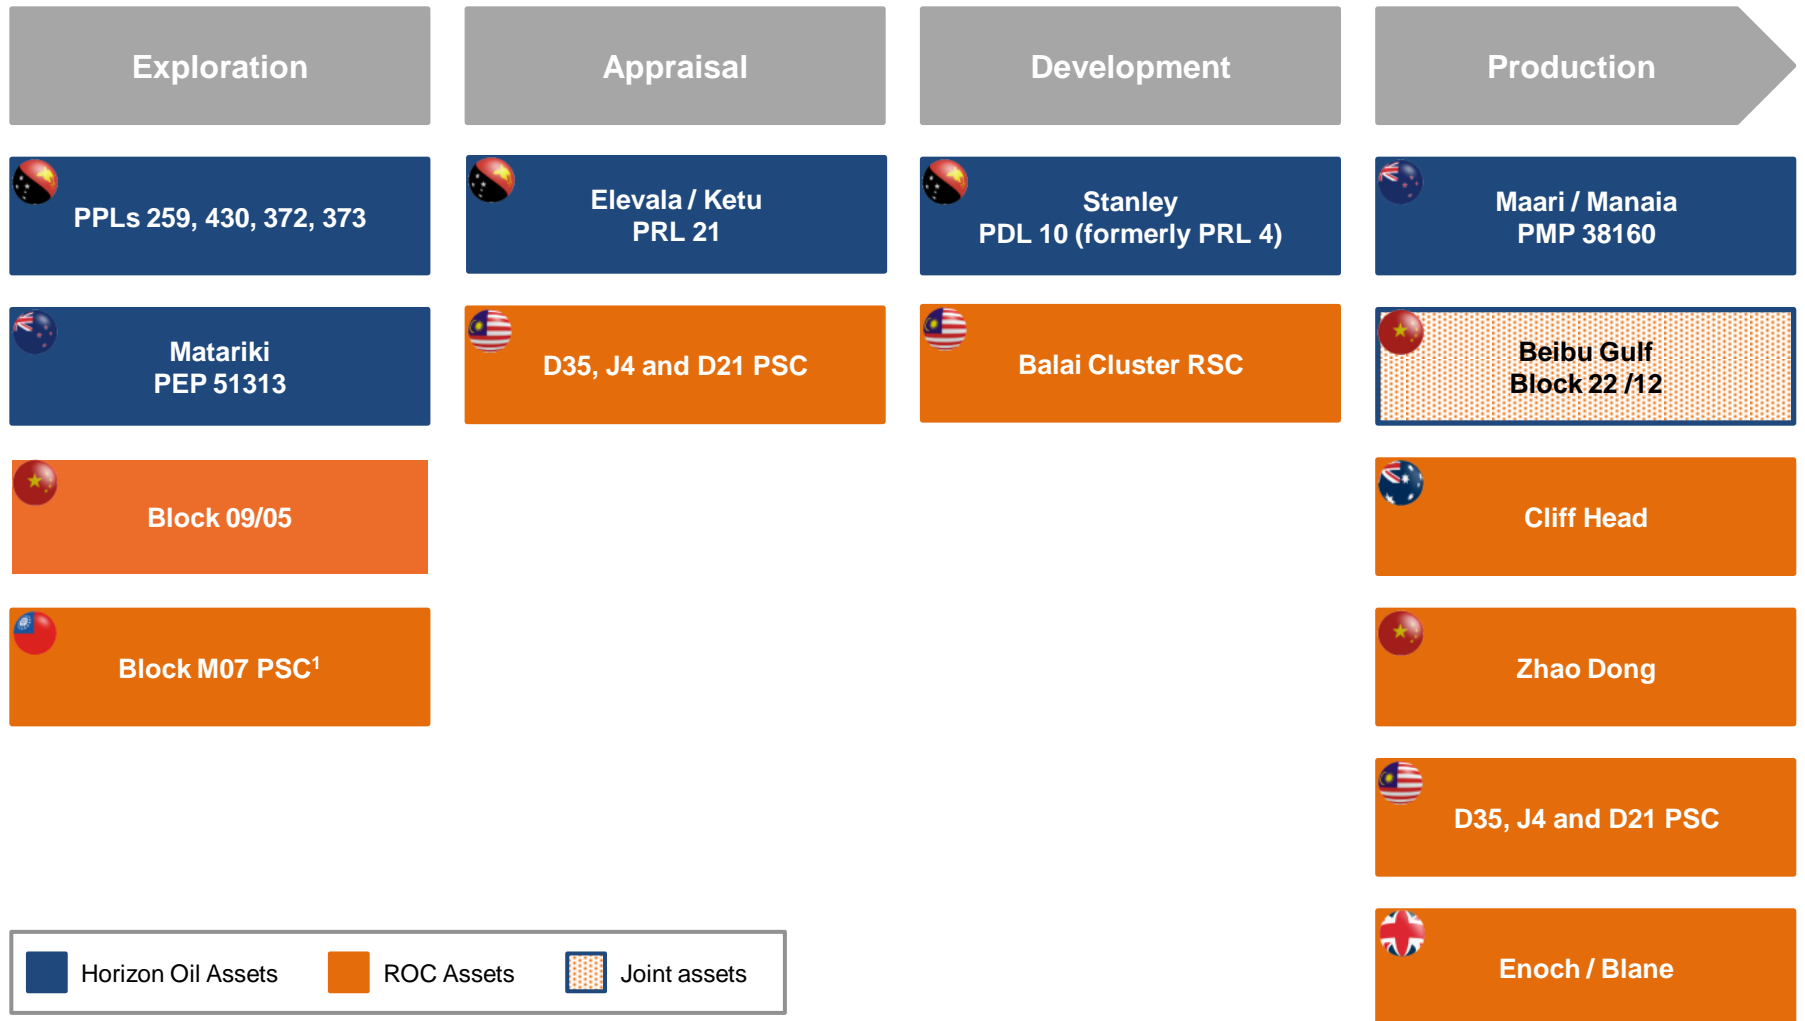 Exploration
Appraisal
Development
Production
PPLs 259, 430, 372, 373
Elevala / Ketu
PRL 21
Stanley
PDL 10 (formerly PRL 4)
Maari / Manaia
PMP 38160
Matariki
PEP 51313
D35, J4 and D21 PSC
Balai Cluster RSC
Beibu Gulf
Block 22 /12
Block 09/05
Cliff Head
Block M07 PSC¹
Zhao Dong
D35, J4 and D21 PSC
Enoch / Blane
Horizon Oil Assets
ROC Assets
Joint assets